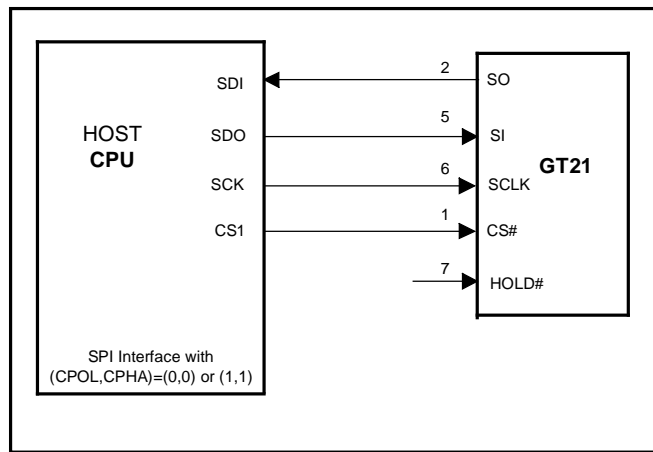 2
SDI
SO
HOST
CPU
5
SDO
SI
GT21
6
SCK
SCLK
1
CS1
CS#
7
HOLD#
SPI Interface with
(CPOL,CPHA)=(0,0) or (1,1)